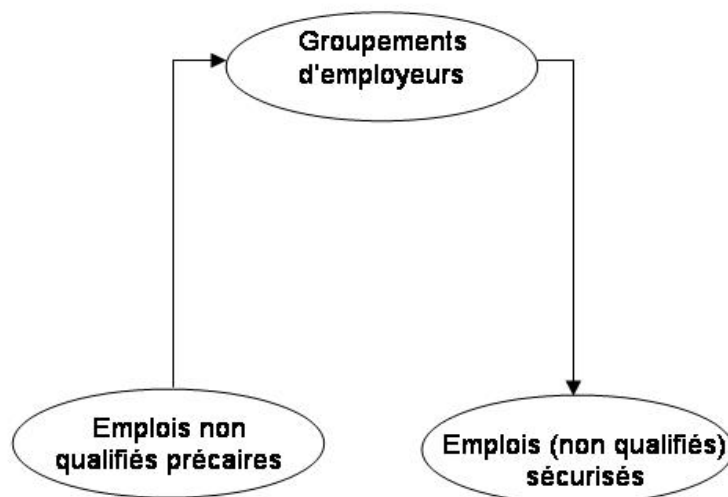 Groupements
d'employeurs
Emplois non
qualifiés précaires
Emplois (non qualifiés)
sécurisés